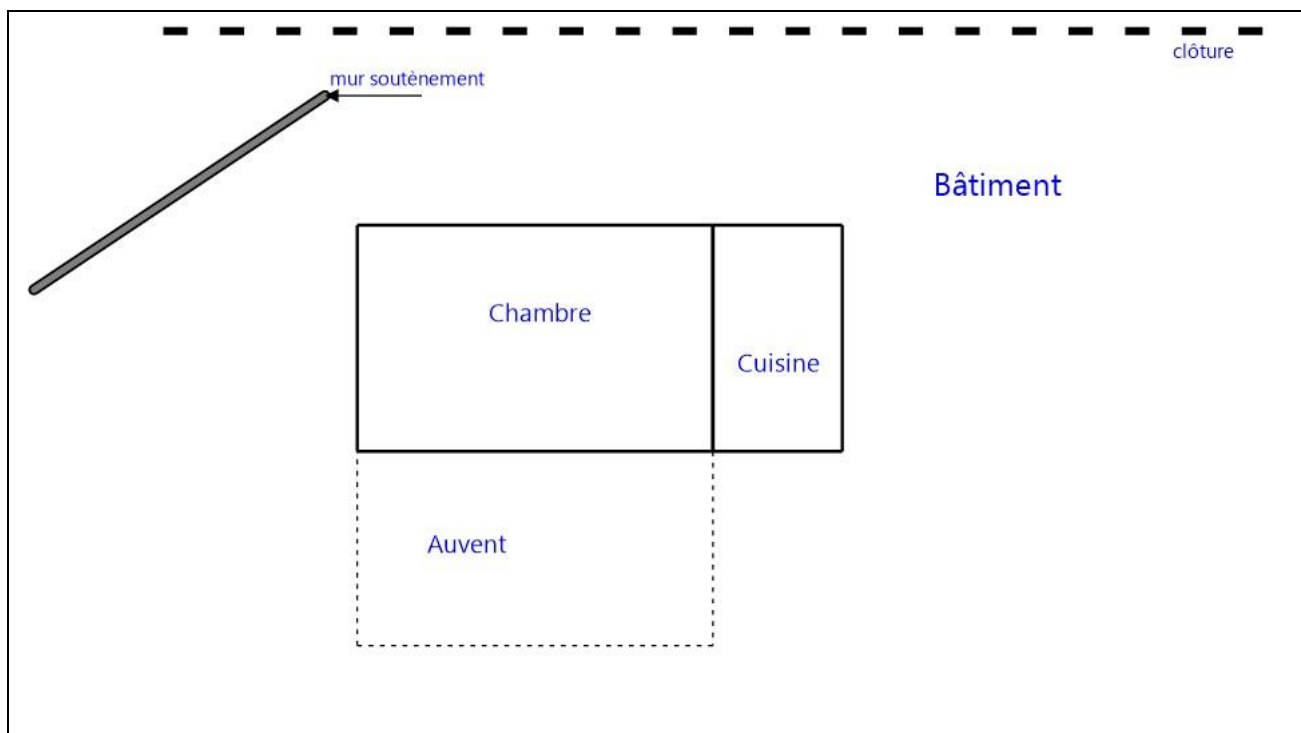 clôture
mur soutènement
Bâtiment
Chambre
Cuisine
Auvent